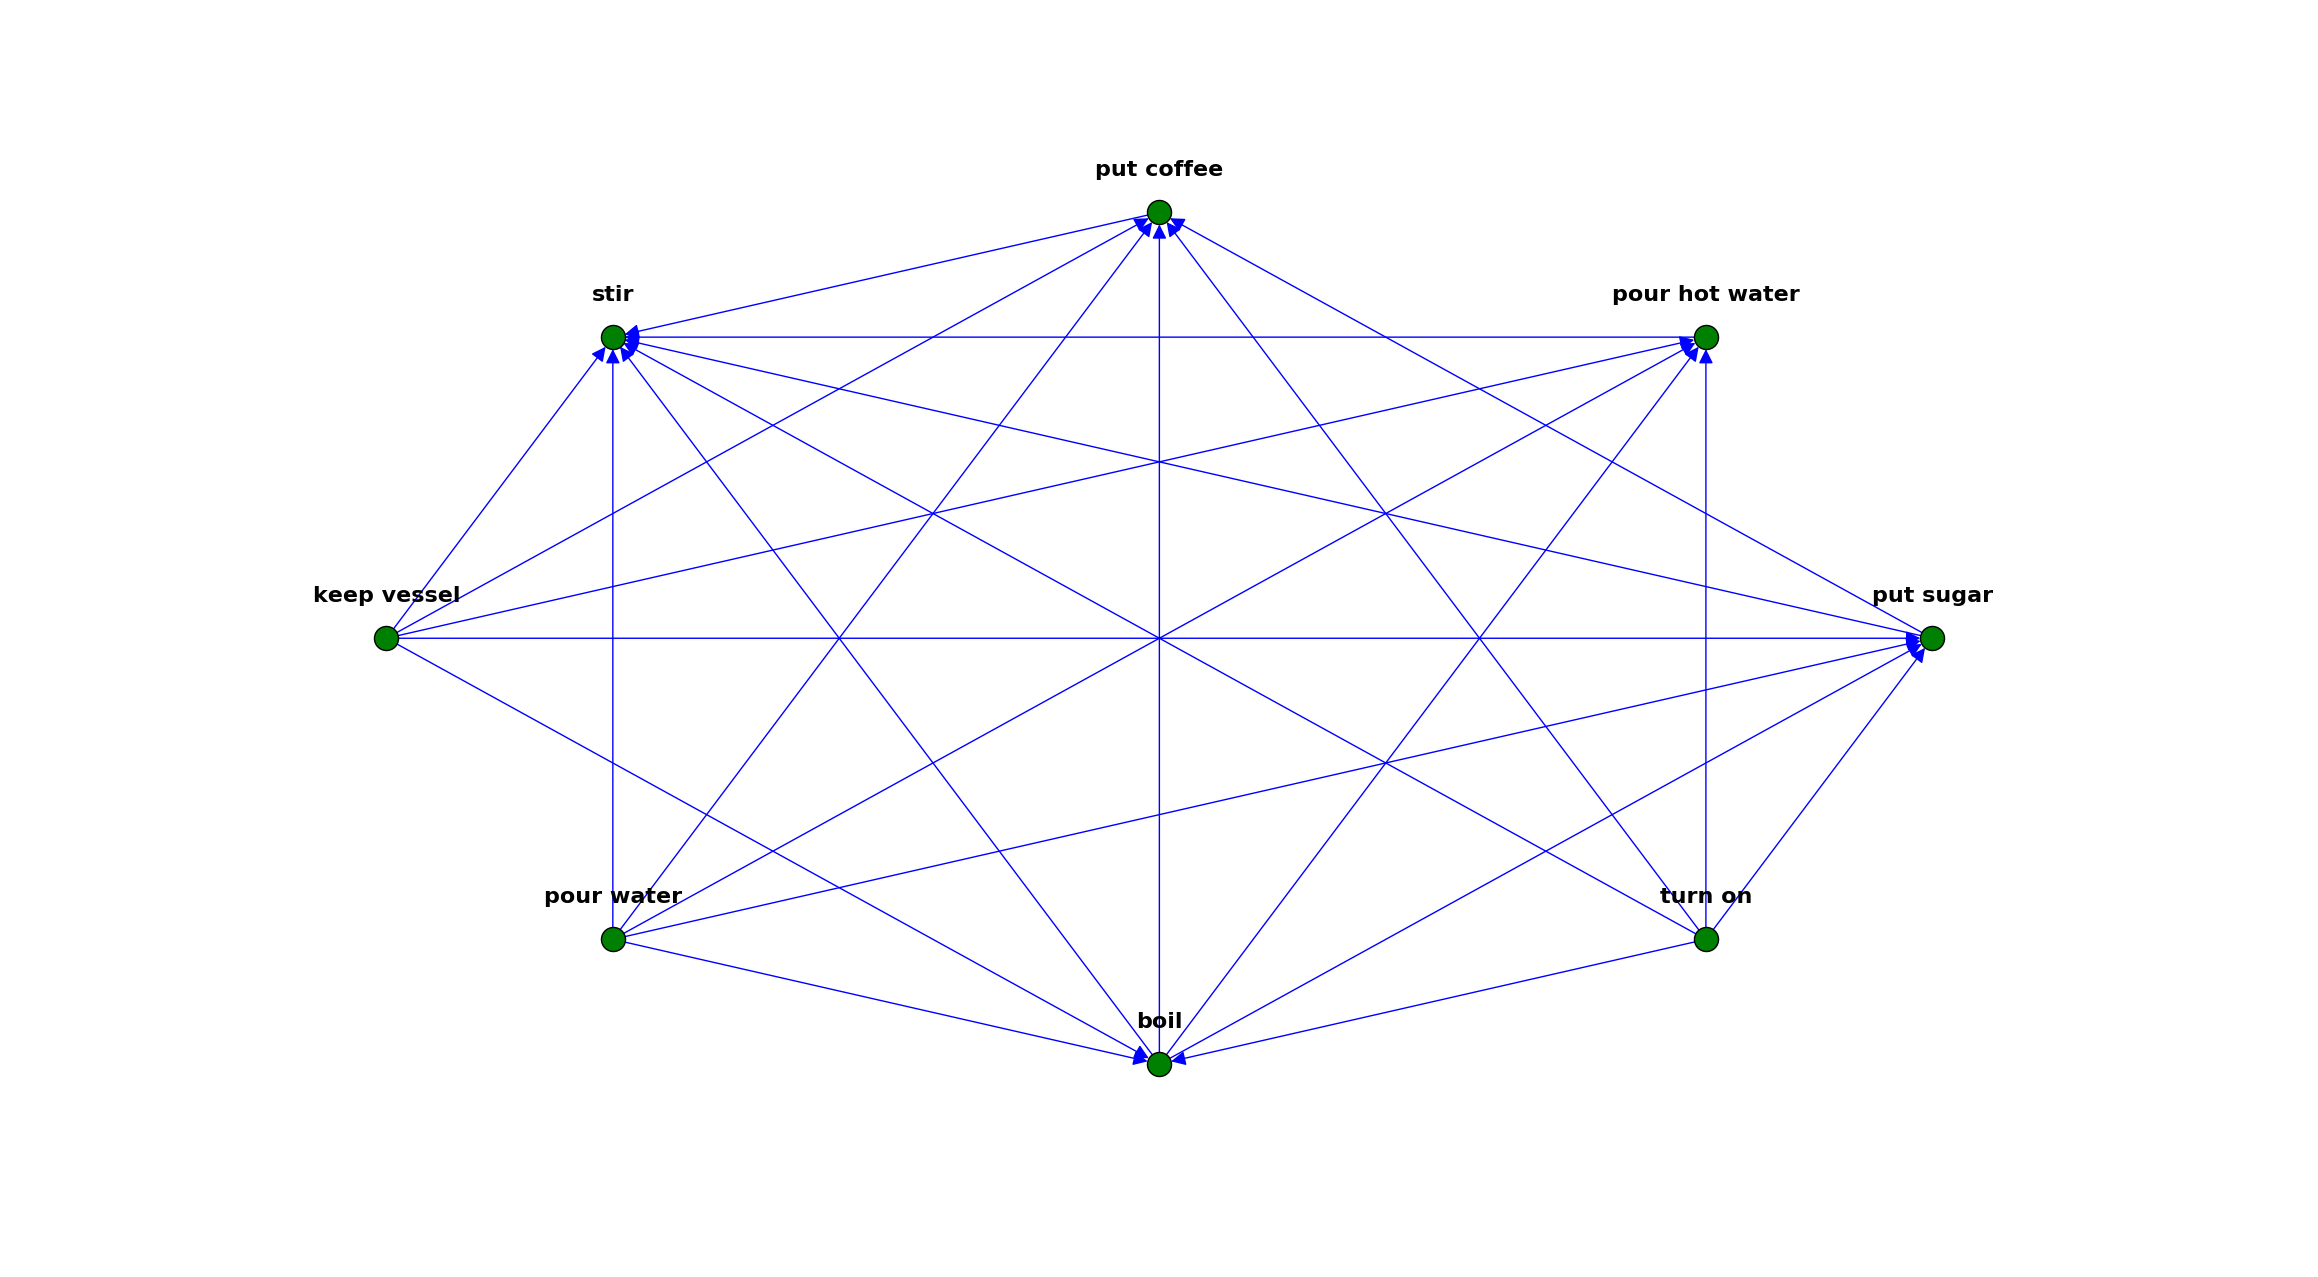 put coffee
stir
pour hot water
keep vessel
put sugar
pour water
turn on
boil